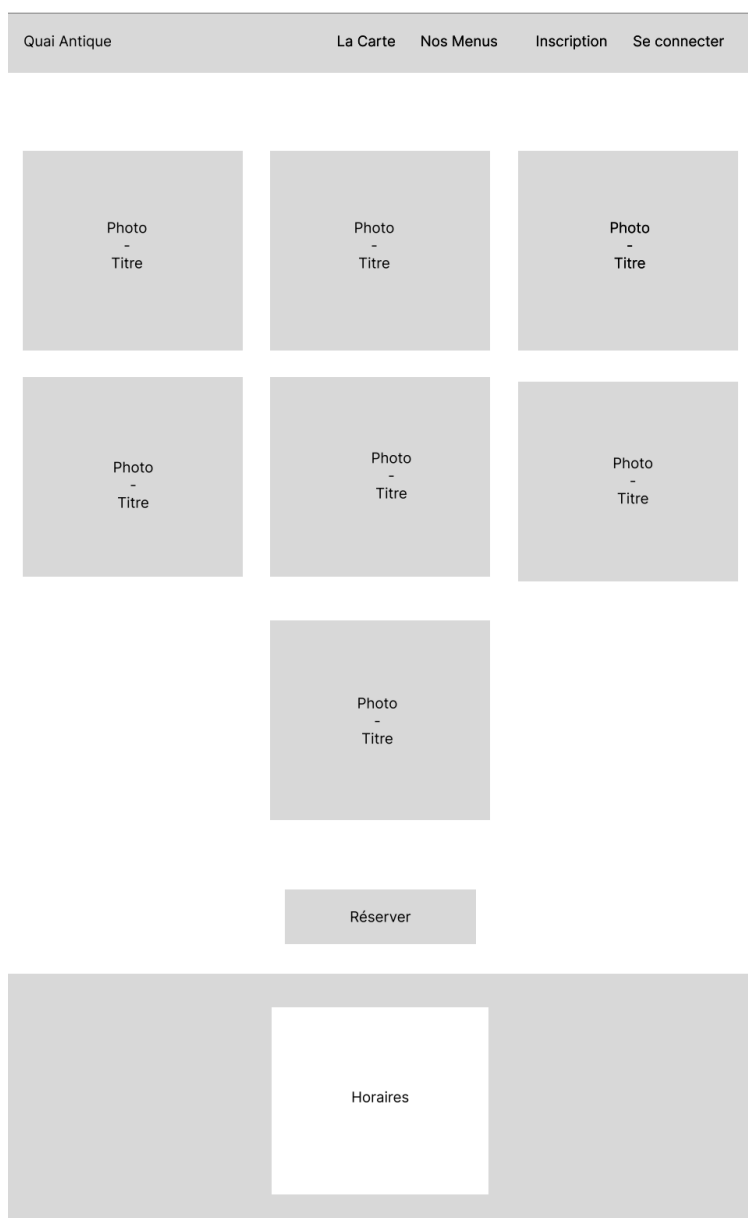 Quai Antique
La Carte
Nos Menus
Inscription
Se connecter
Photo
-
Titre
Photo
-
Titre
Photo
-
Titre
Photo
-
Titre
Photo
-
Titre
Photo
-
Titre
Photo
-
Titre
Réserver
Horaires